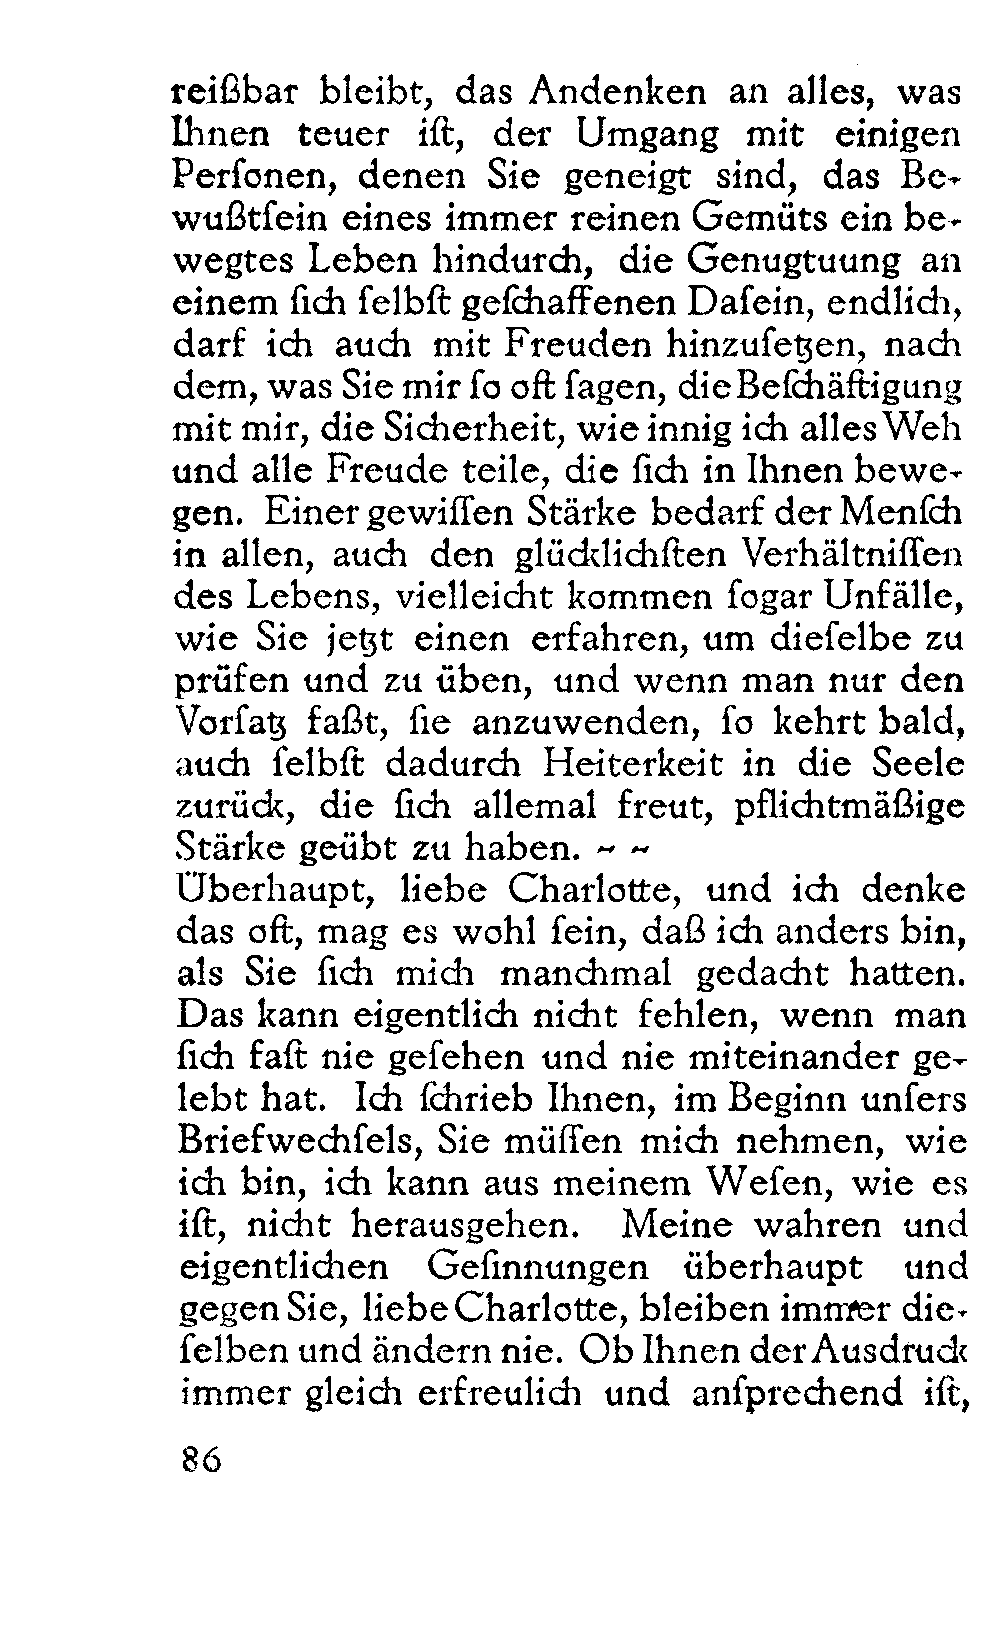 reißbar bleibt, das Andenken an alles, was
Ihnen teuer iſt, der Umgang mit einigen
Perſonen, denen Sie geneigt sind, das Be-
wußtſein eines immer reinen Gemüts ein be-
wegtes Leben hindurch, die Genugtuung an
einem ſich ſelbſt geſchaffenen Daſein, endlich,
darf ich auch mit Freuden hinzuſetzen, nach
dem, was Sie mir ſo oft ſagen, die Beſchäftigung
mit mir, die Sicherheit, wie innig ich alles Weh
und alle Freude teile, die ſich in Ihnen bewe-
gen. Einer gewiſſen Stärke bedarf der Menſch
in allen, auch den glücklichſten Verhältniſſen
des Lebens, vielleicht kommen ſogar Unfälle,
wie Sie jetzt einen erfahren, um dieſelbe zu
prüfen und zu üben, und wenn man nur den
Vorſatz faßt, ſie anzuwenden, ſo kehrt bald,
auch ſelbſt dadurch Heiterkeit in die Seele
zurück, die ſich allemal freut, pflichtmäßige
Stärke geübt zu haben. ~ ~
Überhaupt, liebe Charlotte, und ich denke
das oft, mag es wohl ſein, daß ich anders bin,
als Sie ſich mich manchmal gedacht hatten.
Das kann eigentlich nicht fehlen, wenn man
ſich faſt nie geſehen und nie miteinander ge-
lebt hat. Ich ſchrieb Ihnen, im Beginn unſers
Briefwechſels, Sie müſſen mich nehmen, wie
ich bin, ich kann aus meinem Weſen, wie es
iſt, nicht herausgehen. Meine wahren und
eigentlichen Geſinnungen überhaupt und
gegen Sie, liebe Charlotte, bleiben immer die-
ſelben und ändern nie. Ob Ihnen der Ausdruck
immer gleich erfreulich und anſprechend iſt,
86